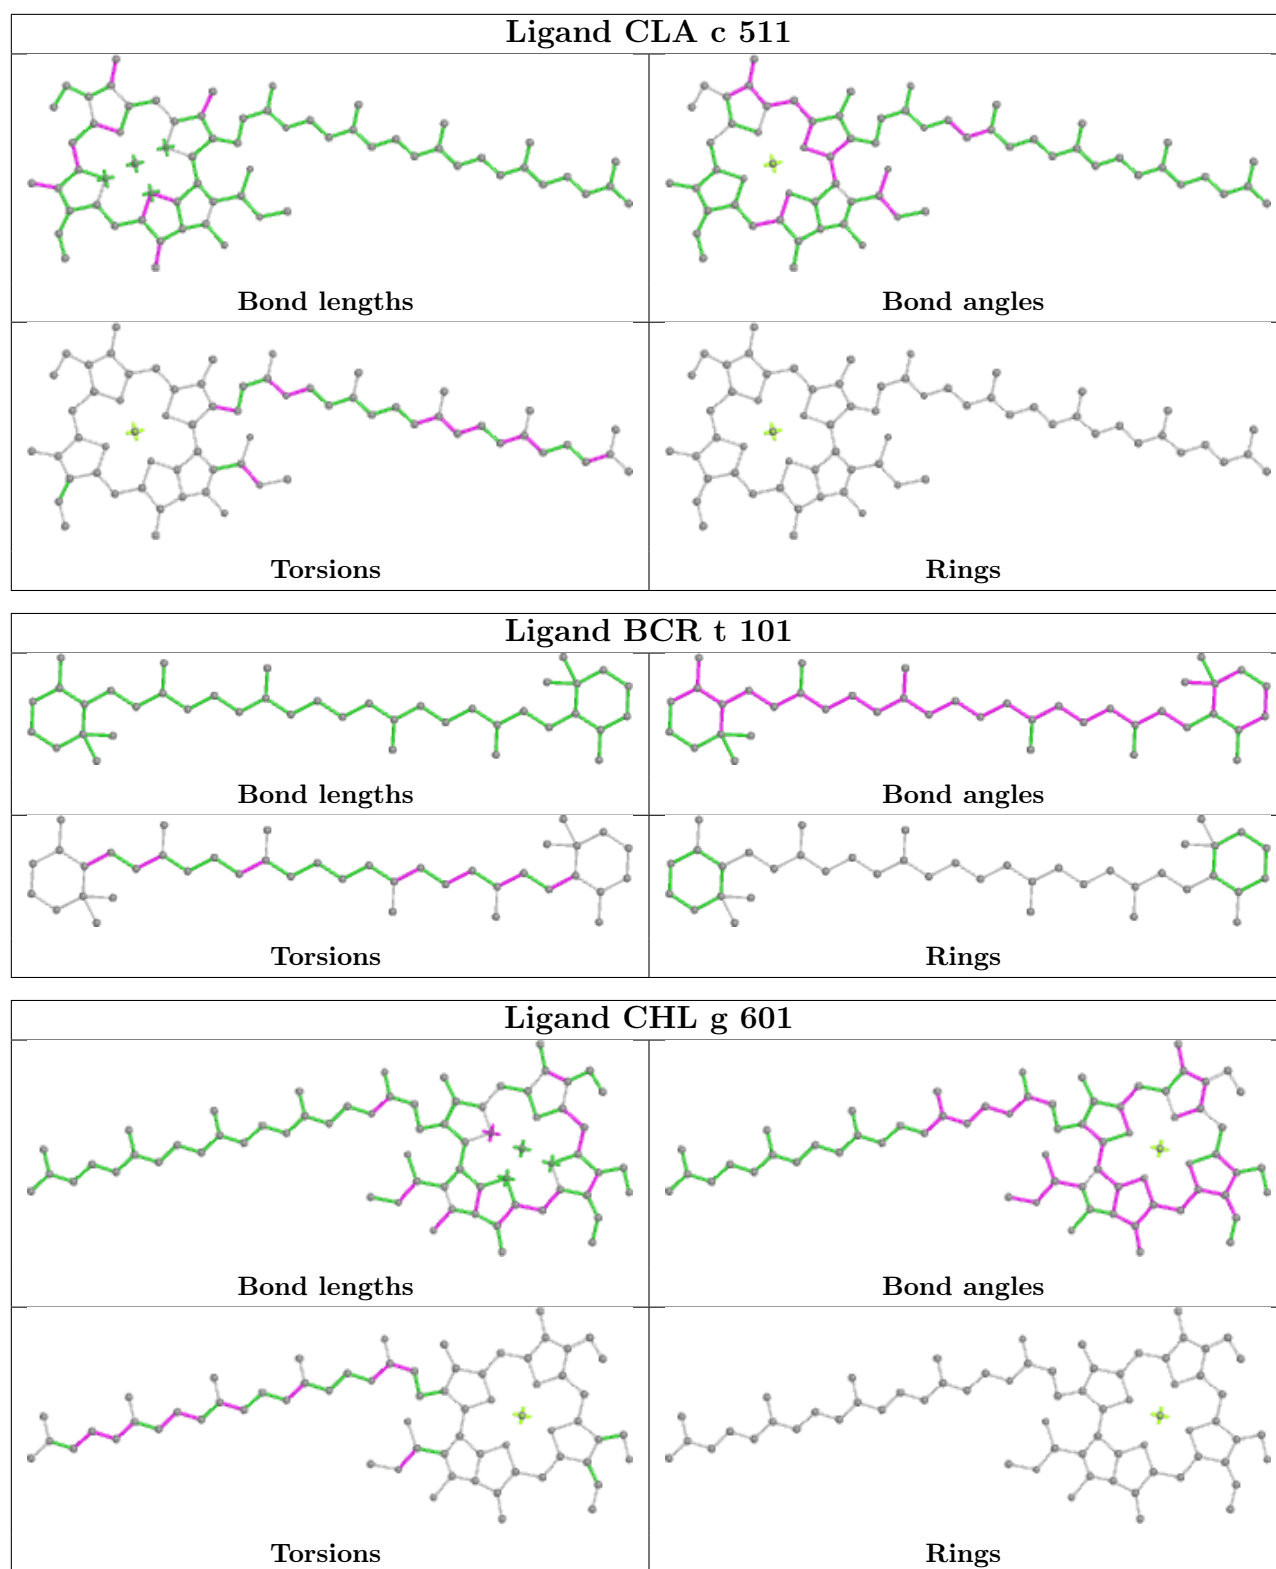 Ligand CLA c 511
Bond lengths
Bond angles
Torsions
Rings
Ligand BCR t 101
Bond lengths
Bond angles
Torsions
Rings
Ligand CHL g 601
Bond lengths
Bond angles
Torsions
Rings